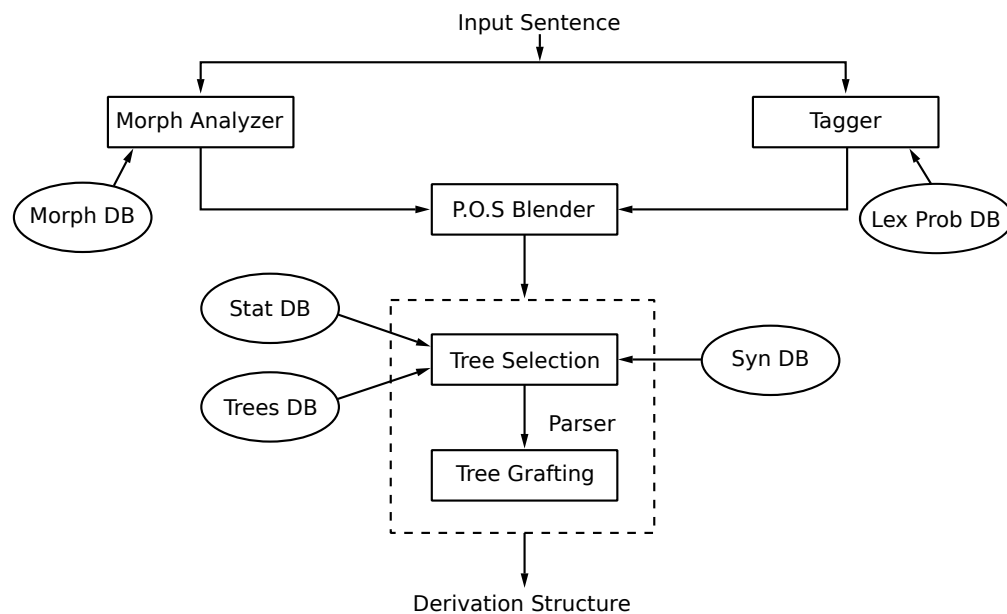 Input Sentence
Morph Analyzer
Tagger
Morph DB
P.O.S Blender
Lex Prob DB
Stat DB
Tree Selection
Syn DB
Trees DB
Parser
Tree Grafting
Derivation Structure